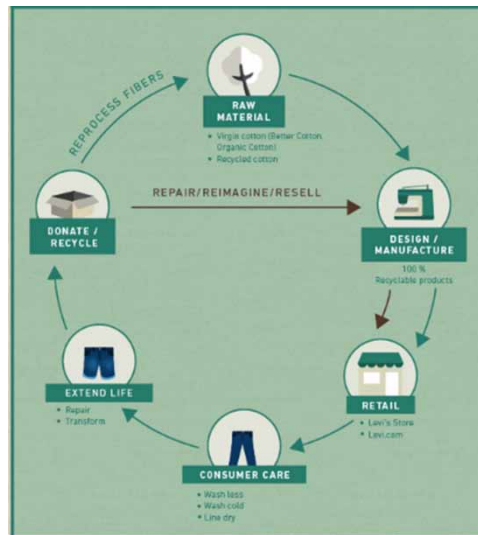 REPROCESS FIBERS
RAW
MATERIAL
• Virgin cotton (Better Cotton,
Organic Cotton)
• Recycled cotton
REPAIR/REIMAGINE/RESELL
DONATE /
RECYCLE
DESIGN /
MANUFACTURE
100 %
Recyclable products
EXTEND LIFE
• Repair
• Transform
RETAIL
• Levi's Store
• Levi.com
CONSUMER CARE
• Wash less
• Wash cold
• Line dry